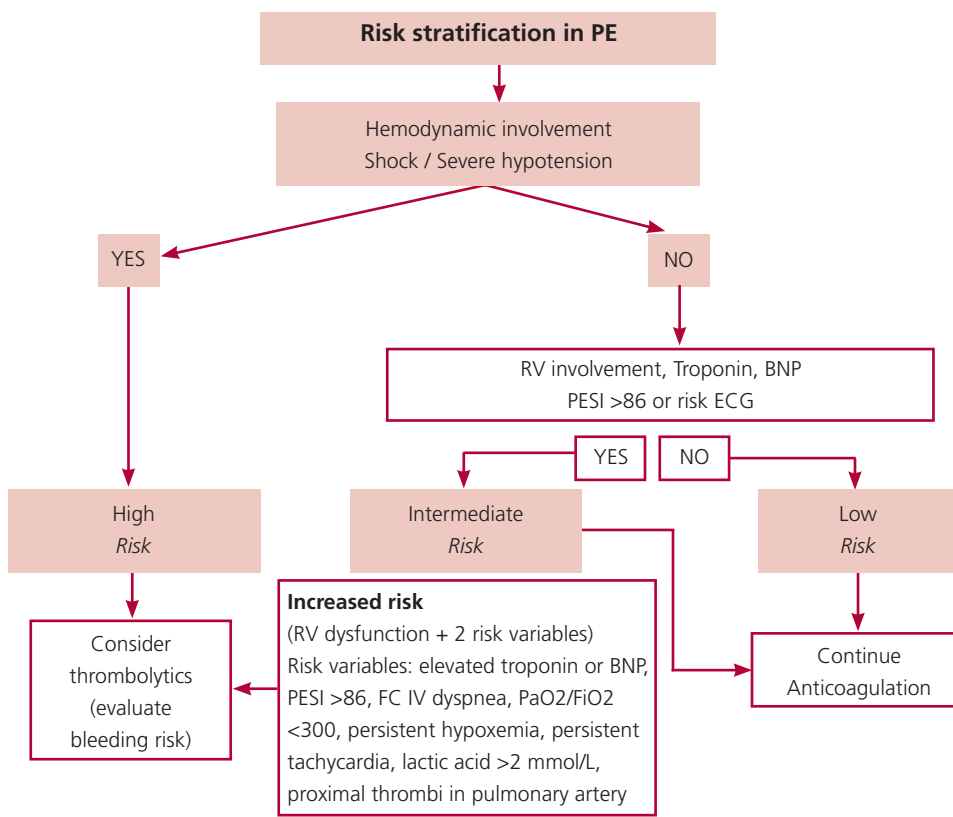 Risk stratification in PE
Hemodynamic involvement
Shock / Severe hypotension
YES
NO
RV involvement, Troponin, BNP
PESI >86 or risk ECG
YES
NO
High
Risk
Intermediate
Risk
Low
Risk
Consider
thrombolytics
(evaluate
bleeding risk)
Increased risk
(RV dysfunction + 2 risk variables)
Risk variables: elevated troponin or BNP,
PESI >86, FC IV dyspnea, PaO2/FiO2
<300, persistent hypoxemia, persistent
tachycardia, lactic acid >2 mmol/L,
proximal thrombi in pulmonary artery
Continue
Anticoagulation